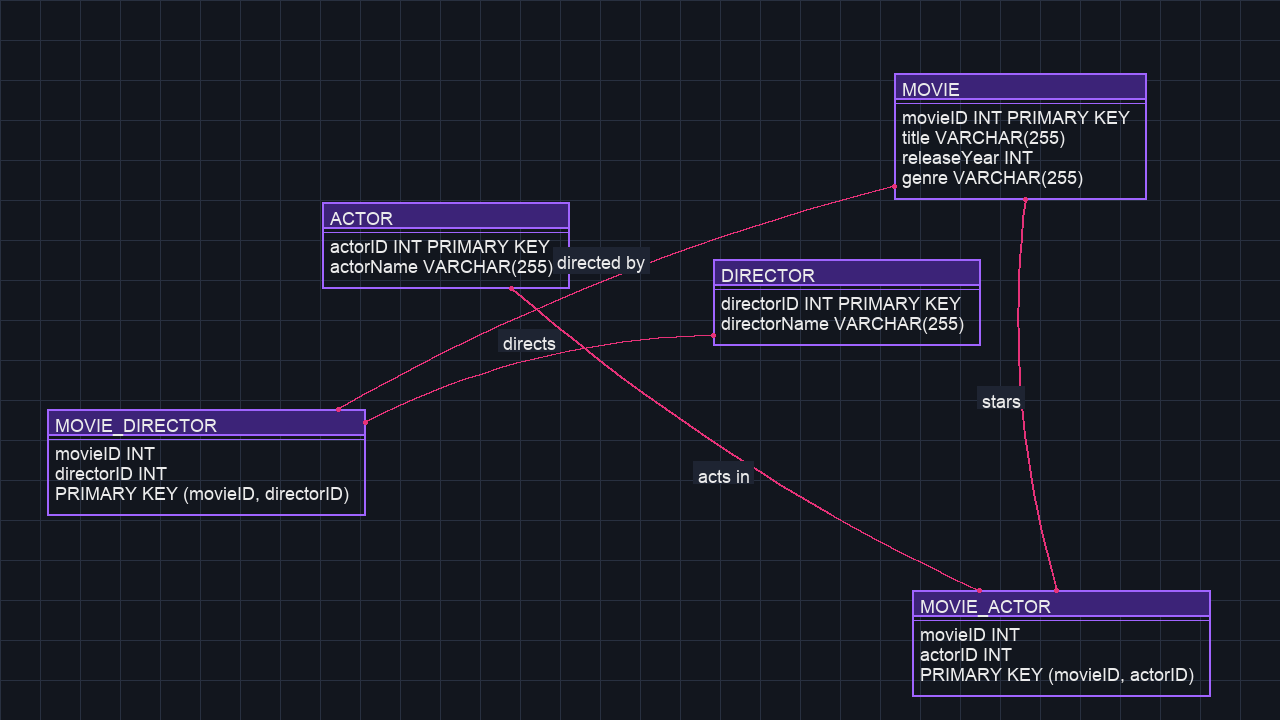 MOVIE
movieID INT PRIMARY KEY
title VARCHAR(255)
releaseYear INT
genre VARCHAR(255)
ACTOR
actorID INT PRIMARY KEY
actorName VARCHAR(255)
directed by
DIRECTOR
directorID INT PRIMARY KEY
directorName VARCHAR(255)
directs
stars
MOVIE_DIRECTOR
movieID INT
directorID INT
PRIMARY KEY (movieID, directorID)
acts in
MOVIE_ACTOR
movieID INT
actorID INT
PRIMARY KEY (movieID, actorID)